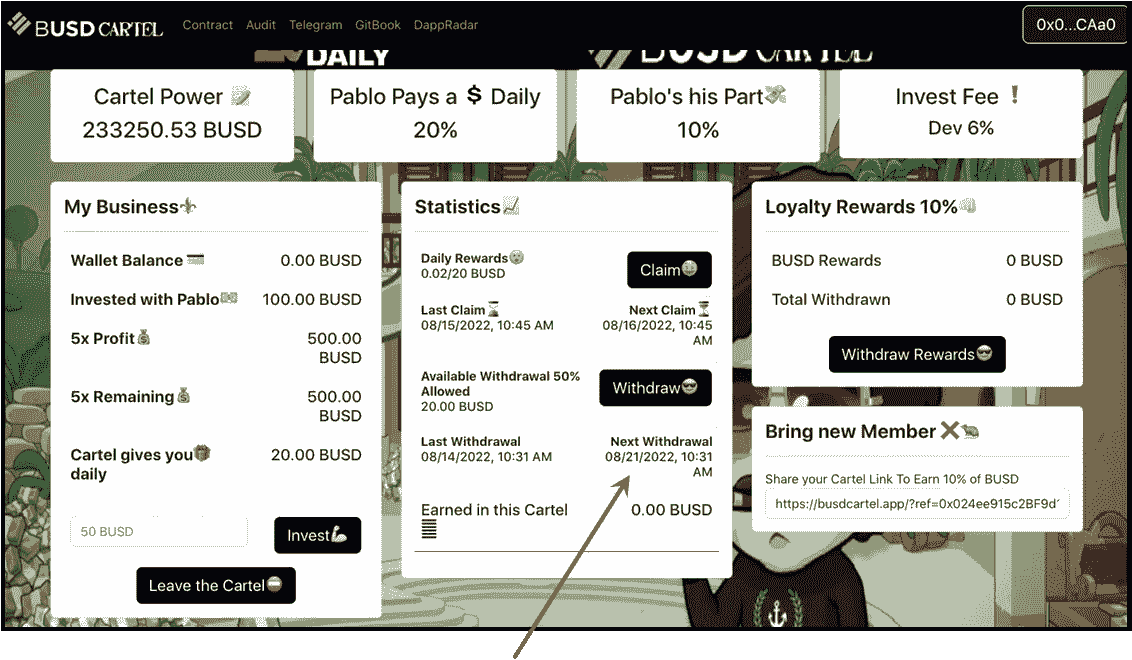 BUSD CARTEL
Contract Audit Telegram GitBook DappRadar
0x0...CAa0
DAILY
BUSD CARTEL
Cartel Power
233250.53 BUSD
Pablo Pays a $ Daily
20%
Pablo's his Part
10%
Invest Fee
Dev 6%
My Business
Wallet Balance 0.00 BUSD
Invested with Pablo 100.00 BUSD
5x Profit 500.00
BUSD
5x Remaining 500.00
BUSD
Cartel gives you 20.00 BUSD
daily
50 BUSD
Invest
Leave the Cartel
Statistics
Daily Rewards
0.02/20 BUSD
Claim
Last Claim
08/15/2022, 10:45 AM
Next Claim
08/16/2022, 10:45
AM
Available Withdrawal 50%
Allowed
20.00 BUSD
Withdraw
Last Withdrawal
08/14/2022, 10:31 AM
Next Withdrawal
08/21/2022, 10:31
AM
Earned in this Cartel 0.00 BUSD
Loyalty Rewards 10%
BUSD Rewards 0 BUSD
Total Withdrawn 0 BUSD
Withdraw Rewards
Bring new Member
Share your Cartel Link To Earn 10% of BUSD
https://busdcartel.app/?ref=0x024ee915c2BF9d